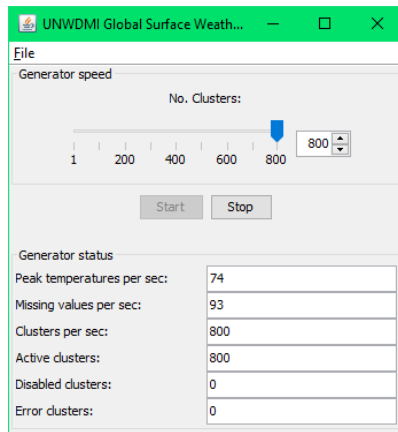 UNWDMI Global Surface Weath...
File
Generator speed
No. Clusters:
800
1 200 400 600 800
Start Stop
Generator status
Peak temperatures per sec: 74
Missing values per sec: 93
Clusters per sec: 800
Active clusters: 800
Disabled clusters: 0
Error clusters: 0